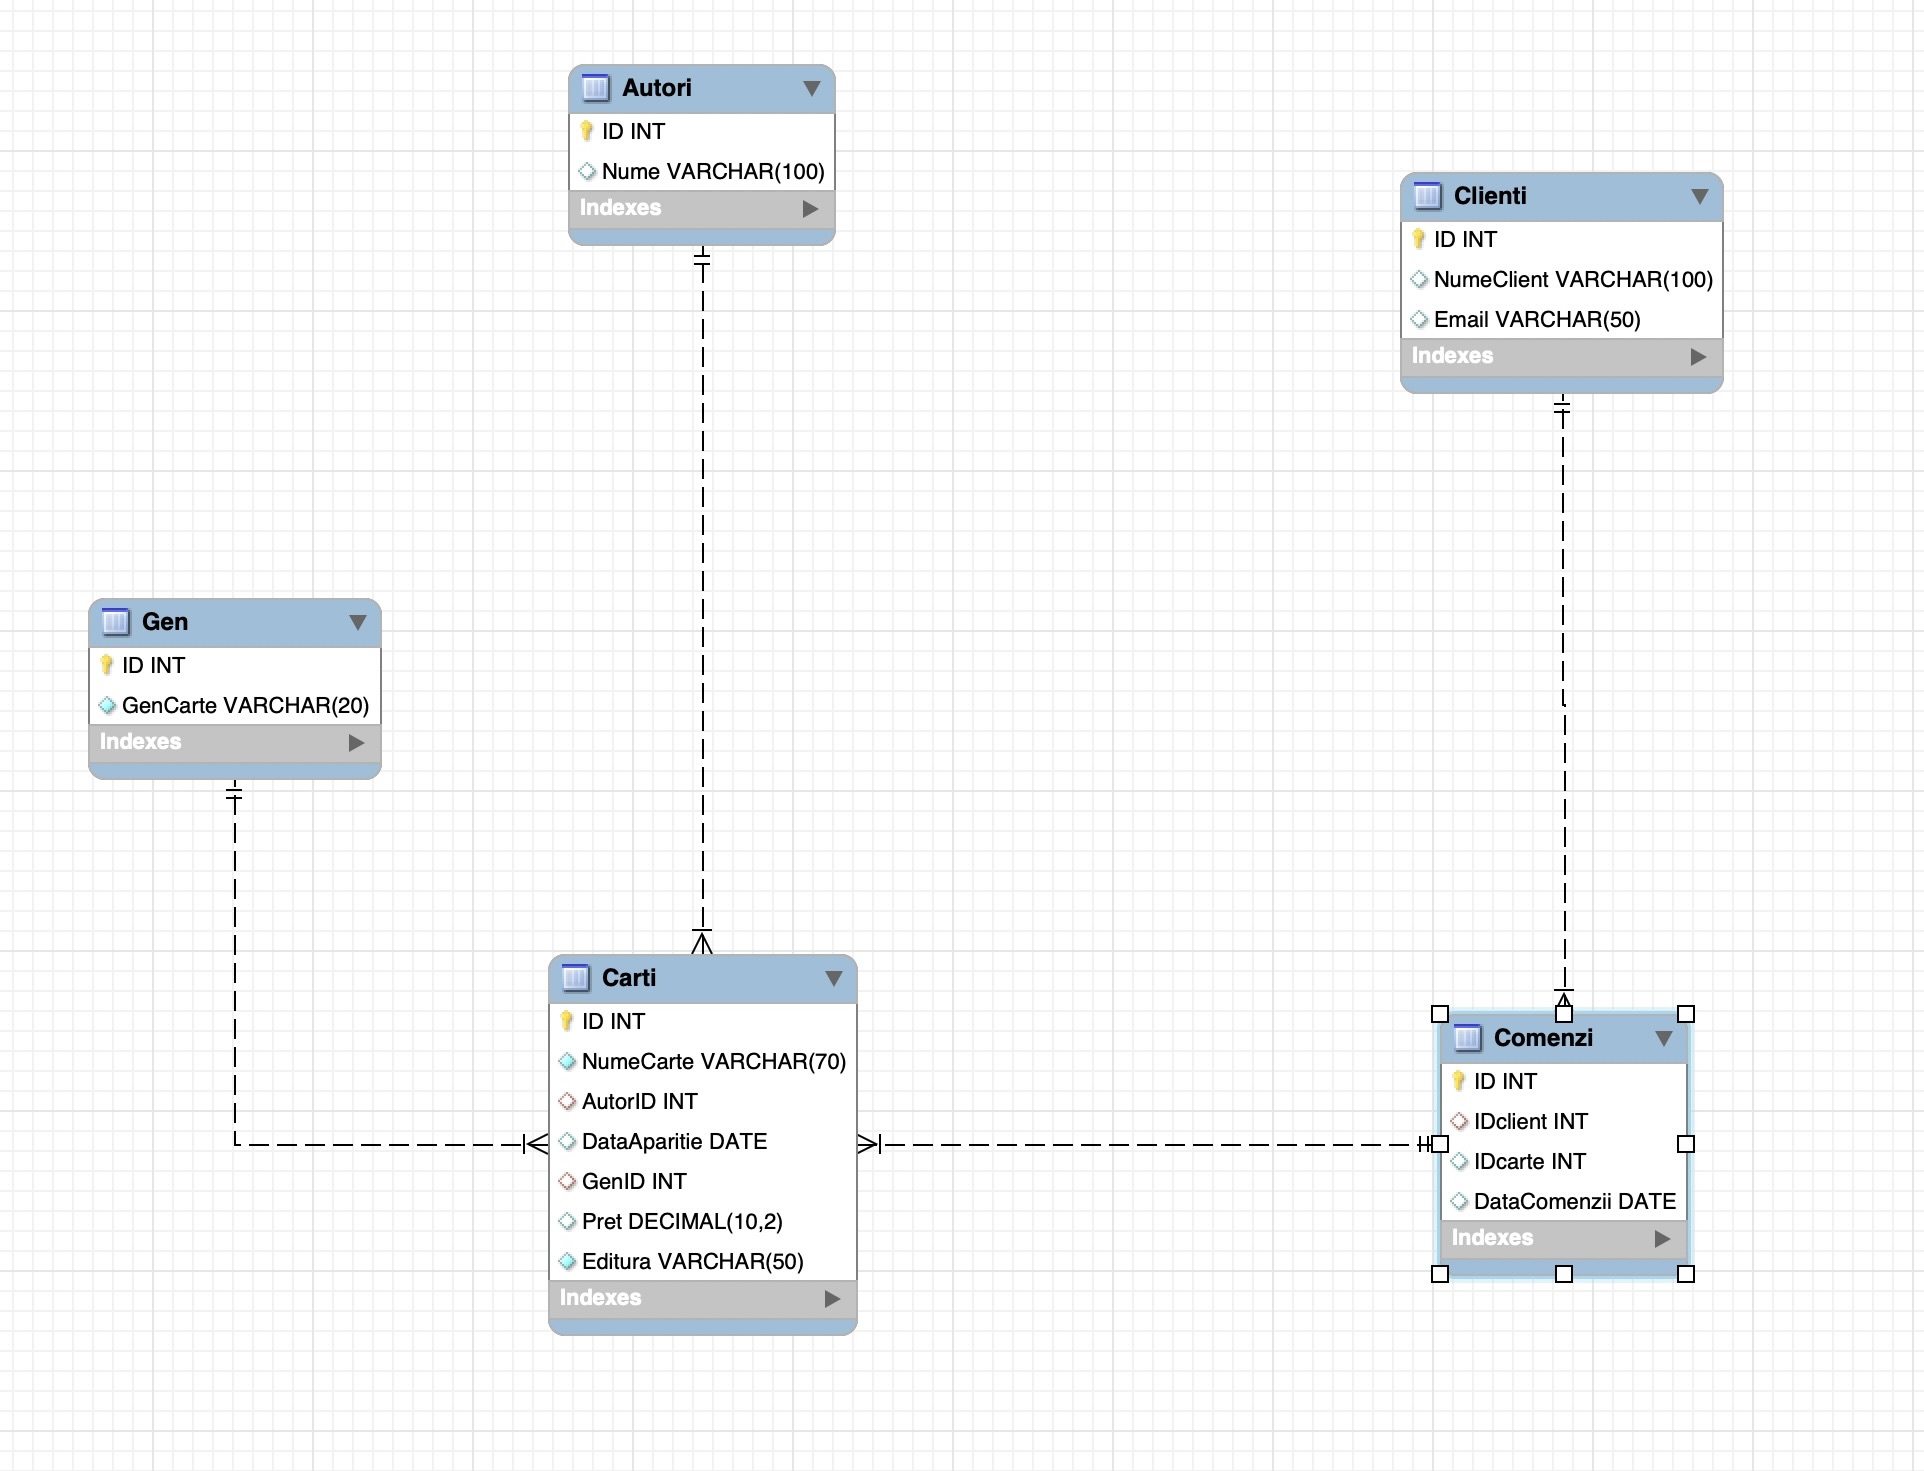 Autori
ID INT
Nume VARCHAR(100)
Indexes
Clienti
ID INT
NumeClient VARCHAR(100)
Email VARCHAR(50)
Indexes
Gen
ID INT
GenCarte VARCHAR(20)
Indexes
Carti
ID INT
NumeCarte VARCHAR(70)
AutorID INT
DataAparitie DATE
GenID INT
Pret DECIMAL(10,2)
Editura VARCHAR(50)
Indexes
Comenzi
ID INT
IDclient INT
IDcarte INT
DataComenzii DATE
Indexes